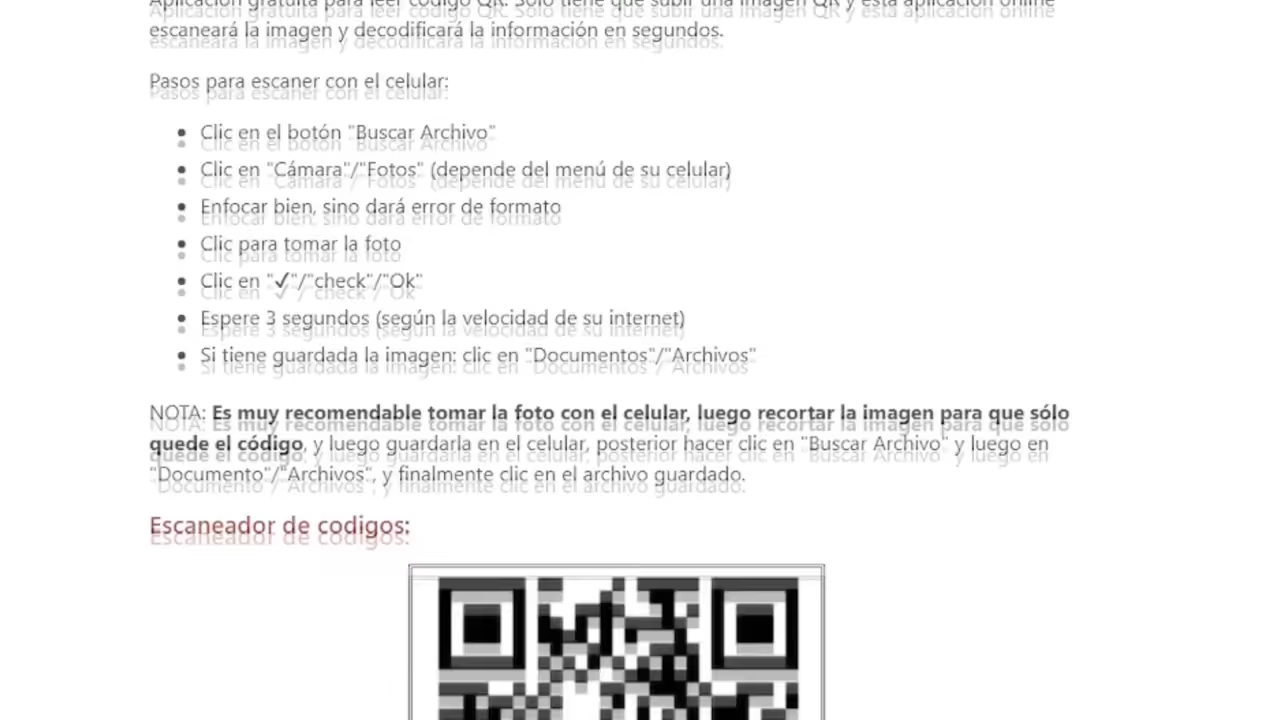 Aplicación gratuita para leer código QR. Sólo tiene que subir una imagen QR y esta aplicación online
escaneará la imagen y decodificará la información en segundos.
Pasos para escaner con el celular:
• Clic en el botón "Buscar Archivo"
• Clic en "Cámara"/"Fotos" (depende del menú de su celular)
• Enfocar bien, sino dará error de formato
• Clic para tomar la foto
• Clic en "✓"/"check"/"Ok"
• Espere 3 segundos (según la velocidad de su internet)
• Si tiene guardada la imagen: clic en "Documentos"/"Archivos"
NOTA: Es muy recomendable tomar la foto con el celular, luego recortar la imagen para que sólo
quede el código, y luego guardarla en el celular, posterior hacer clic en "Buscar Archivo" y luego en
"Documento"/"Archivos", y finalmente clic en el archivo guardado.
Escaneador de codigos: